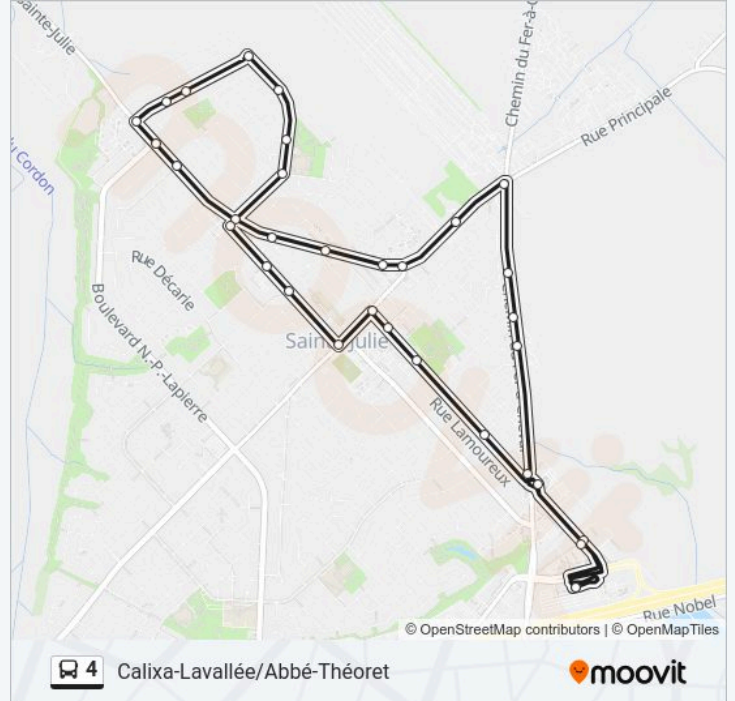 Sainte-Julie
Chemin du Fer-à-C
Rue Principale
du Cordon
Rue Décarie
Boulevard N.-P.-Lapierre
Sainte-Julie
Rue Lamoureux
Rue Nobel
© OpenStreetMap contributors | © OpenMapTiles
4 Calixa-Lavallée/Abbé-Théoret
moovit